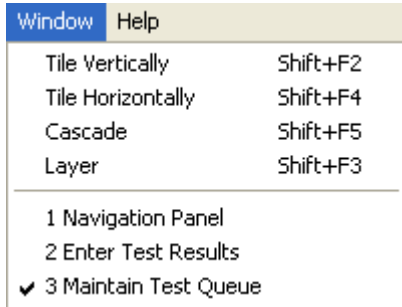 Window Help
Tile Vertically Shift+F2
Tile Horizontally Shift+F4
Cascade Shift+F5
Layer Shift+F3
1 Navigation Panel
2 Enter Test Results
✔ 3 Maintain Test Queue